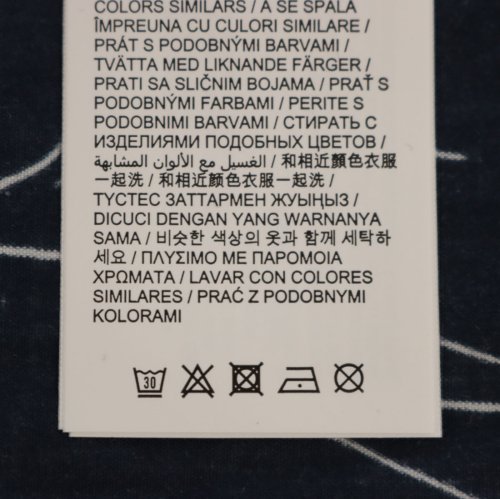 COLORS SIMILARS / A SE SPĂLA
ÎMPREUNA CU CULORI SIMILARE /
PRÁT S PODOBNÝMI BARVAMI /
TVÄTTA MED LIKNANDE FÄRGER /
PRATI SA SLIČNIM BOJAMA / PRAŤ S
PODOBNÝMI FARBAMI / PERITE S
PODOBNIMI BARVAMI / СТИРАТЬ С
ИЗДЕЛИЯМИ ПОДОБНЫХ ЦВЕТОВ /
الغسيل مع الألوان المشابهة / 和相近顏色衣服
一起洗 / 和相近颜色衣服一起洗 /
ТҮСТЕС ЗАТТАРМЕН ЖУЫҢЫЗ /
DICUCI DENGAN YANG WARNANYA
SAMA / 비슷한 색상의 옷과 함께 세탁하
세요 / ΠΛΥΣΙΜΟ ΜΕ ΠΑΡΟΜΟΙΑ
ΧΡΩΜΑΤΑ / LAVAR CON COLORES
SIMILARES / PRAĆ Z PODOBNYMI
KOLORAMI
30